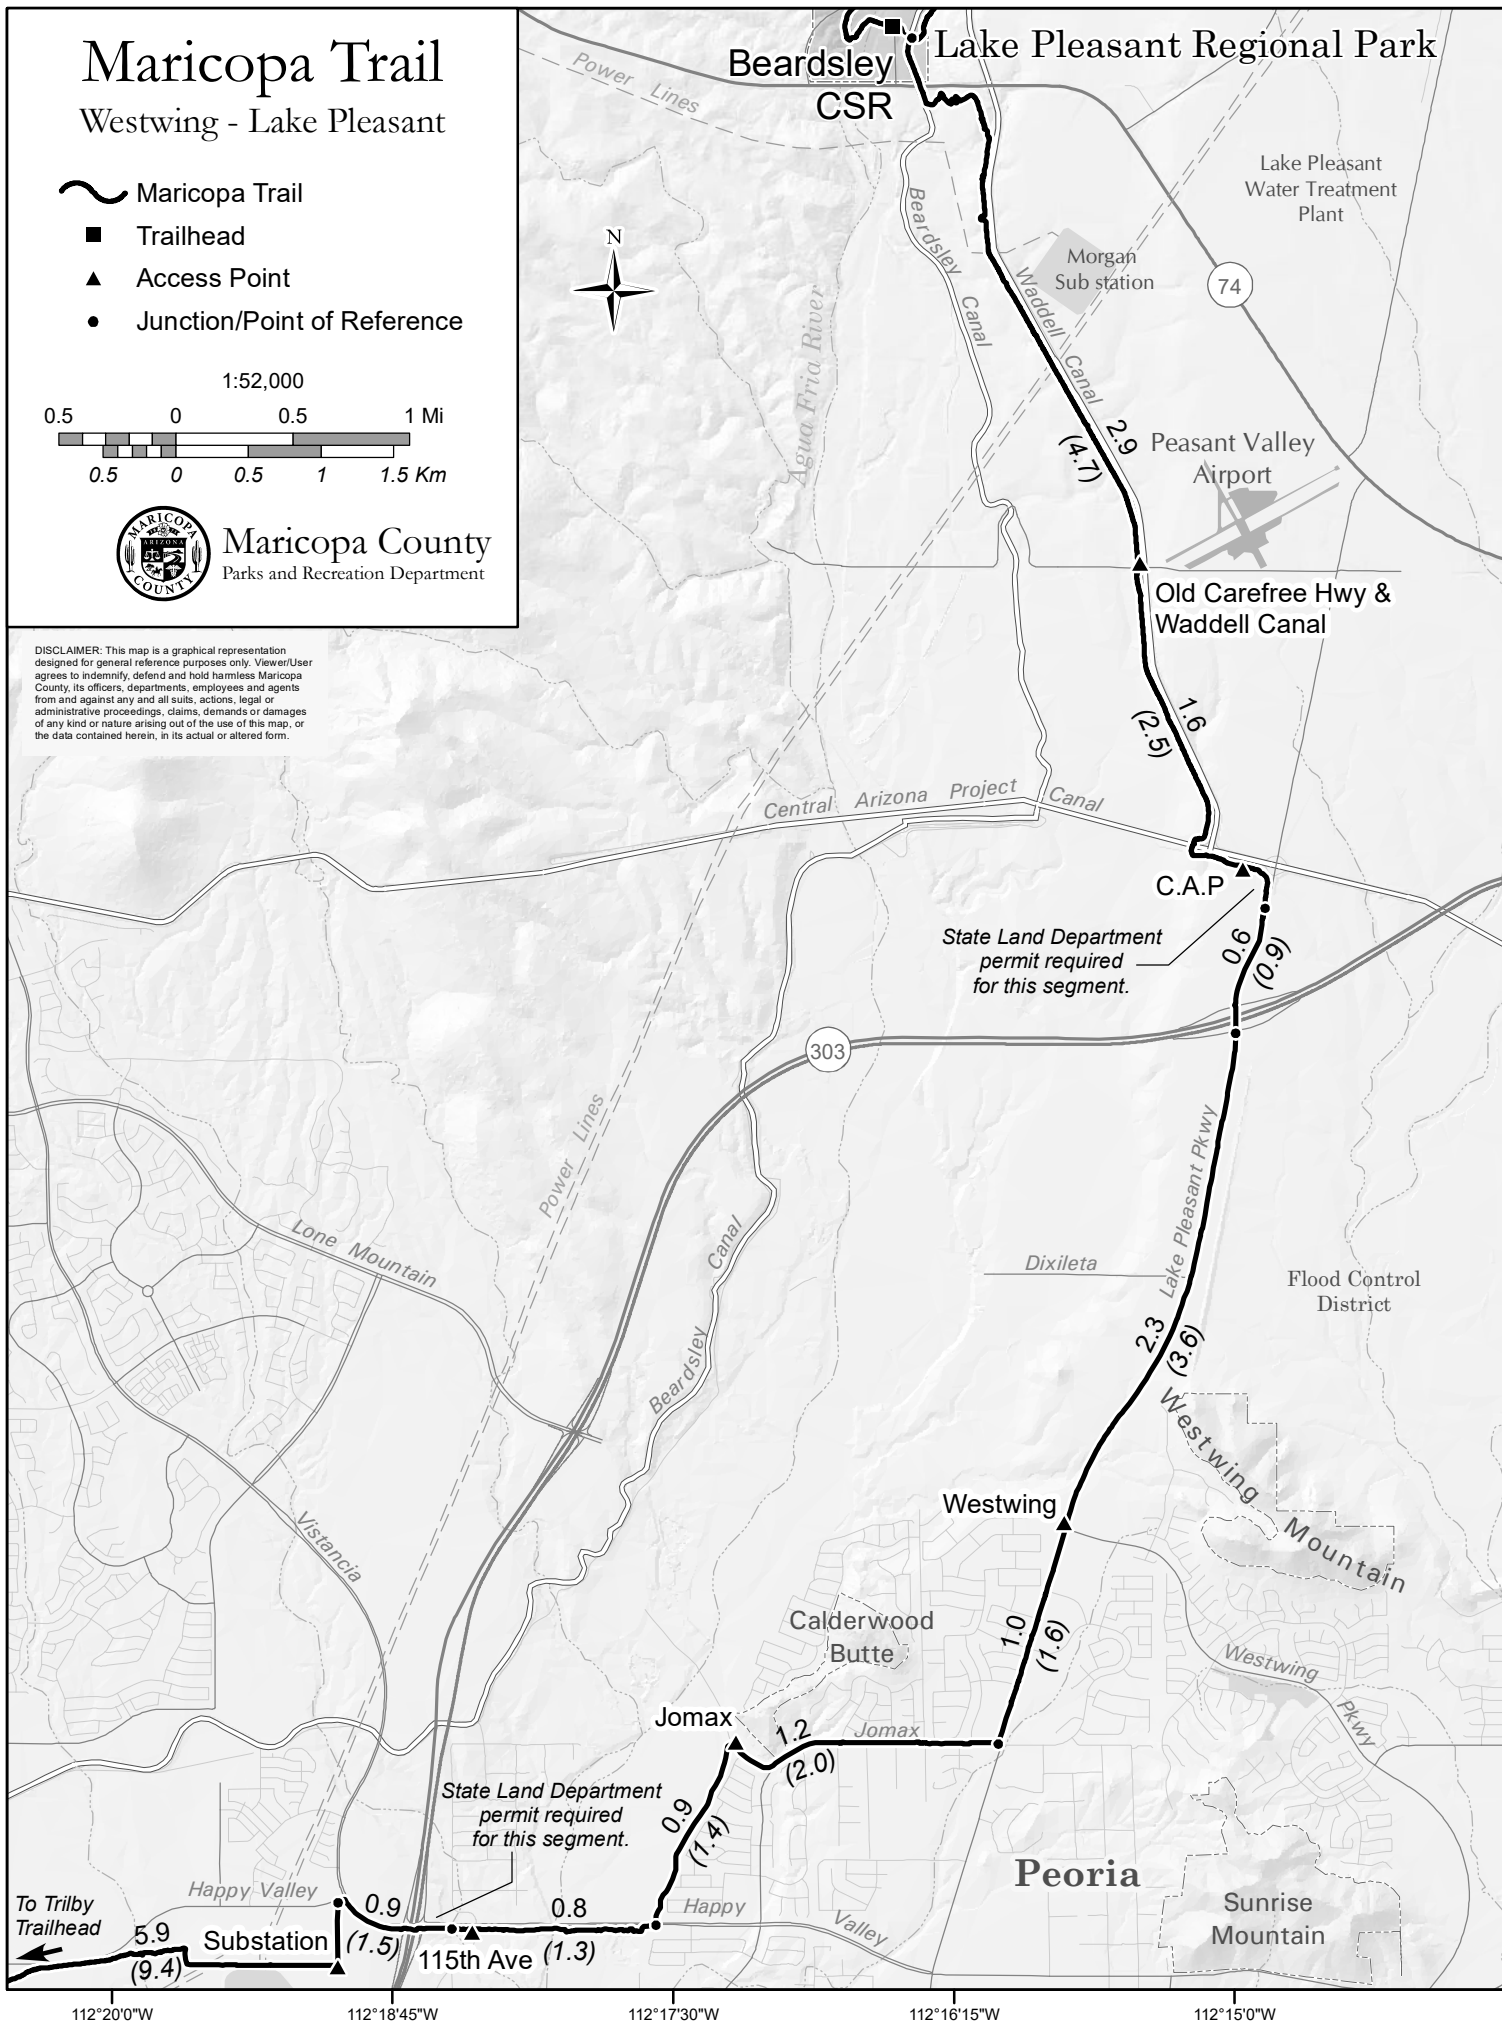 Maricopa Trail
Westwing - Lake Pleasant
Maricopa Trail
Trailhead
Access Point
Junction/Point of Reference
1:52,000
0.5 0 0.5 1 Mi
0.5 0 0.5 1 1.5 Km
MARICOPA
ARIZONA
COUNTY
Maricopa County
Parks and Recreation Department
DISCLAIMER: This map is a graphical representation
designed for general reference purposes only. Viewer/User
agrees to indemnify, defend and hold harmless Maricopa
County, its officers, departments, employees and agents
from and against any and all suits, actions, legal or
administrative proceedings, claims, demands or damages
of any kind or nature arising out of the use of this map, or
the data contained herein, in its actual or altered form.
N
Power Lines
Beardsley
CSR
Lake Pleasant Regional Park
Lake Pleasant
Water Treatment
Plant
Beardsley Canal
Morgan
Sub station
74
Waddell Canal
Agua Fria River
2.9
(4.7)
Peasant Valley
Airport
Old Carefree Hwy &
Waddell Canal
1.6
(2.5)
Central Arizona Project Canal
C.A.P
State Land Department
permit required
for this segment.
0.6
(0.9)
303
Power Lines
Lake Pleasant Pkwy
Lone Mountain
Beardsley Canal
Dixileta
Flood Control
District
2.3
(3.6)
Westwing Mountain
Westwing
Vistancia
Calderwood
Butte
1.0
(1.6)
Westwing Pkwy
Jomax
1.2
(2.0)
Jomax
State Land Department
permit required
for this segment.
0.9
(1.4)
Peoria
Sunrise
Mountain
Happy Valley
Happy Valley
To Trilby
Trailhead
5.9
(9.4)
Substation
0.9
(1.5)
115th Ave
0.8
(1.3)
112°20'0"W 112°18'45"W 112°17'30"W 112°16'15"W 112°15'0"W